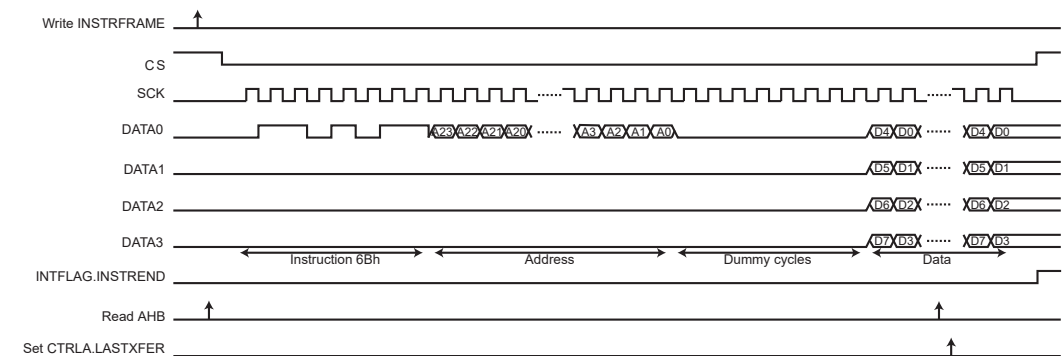 Write INSTRFRAME
CS
SCK
DATA0 A23 A22 A21 A20 ...... A3 A2 A1 A0 D4 D0 ...... D4 D0
DATA1 D5 D1 ...... D5 D1
DATA2 D6 D2 ...... D6 D2
DATA3 D7 D3 ...... D7 D3
Instruction 6Bh Address Dummy cycles Data
INTFLAG.INSTREND
Read AHB
Set CTRLA.LASTXFER